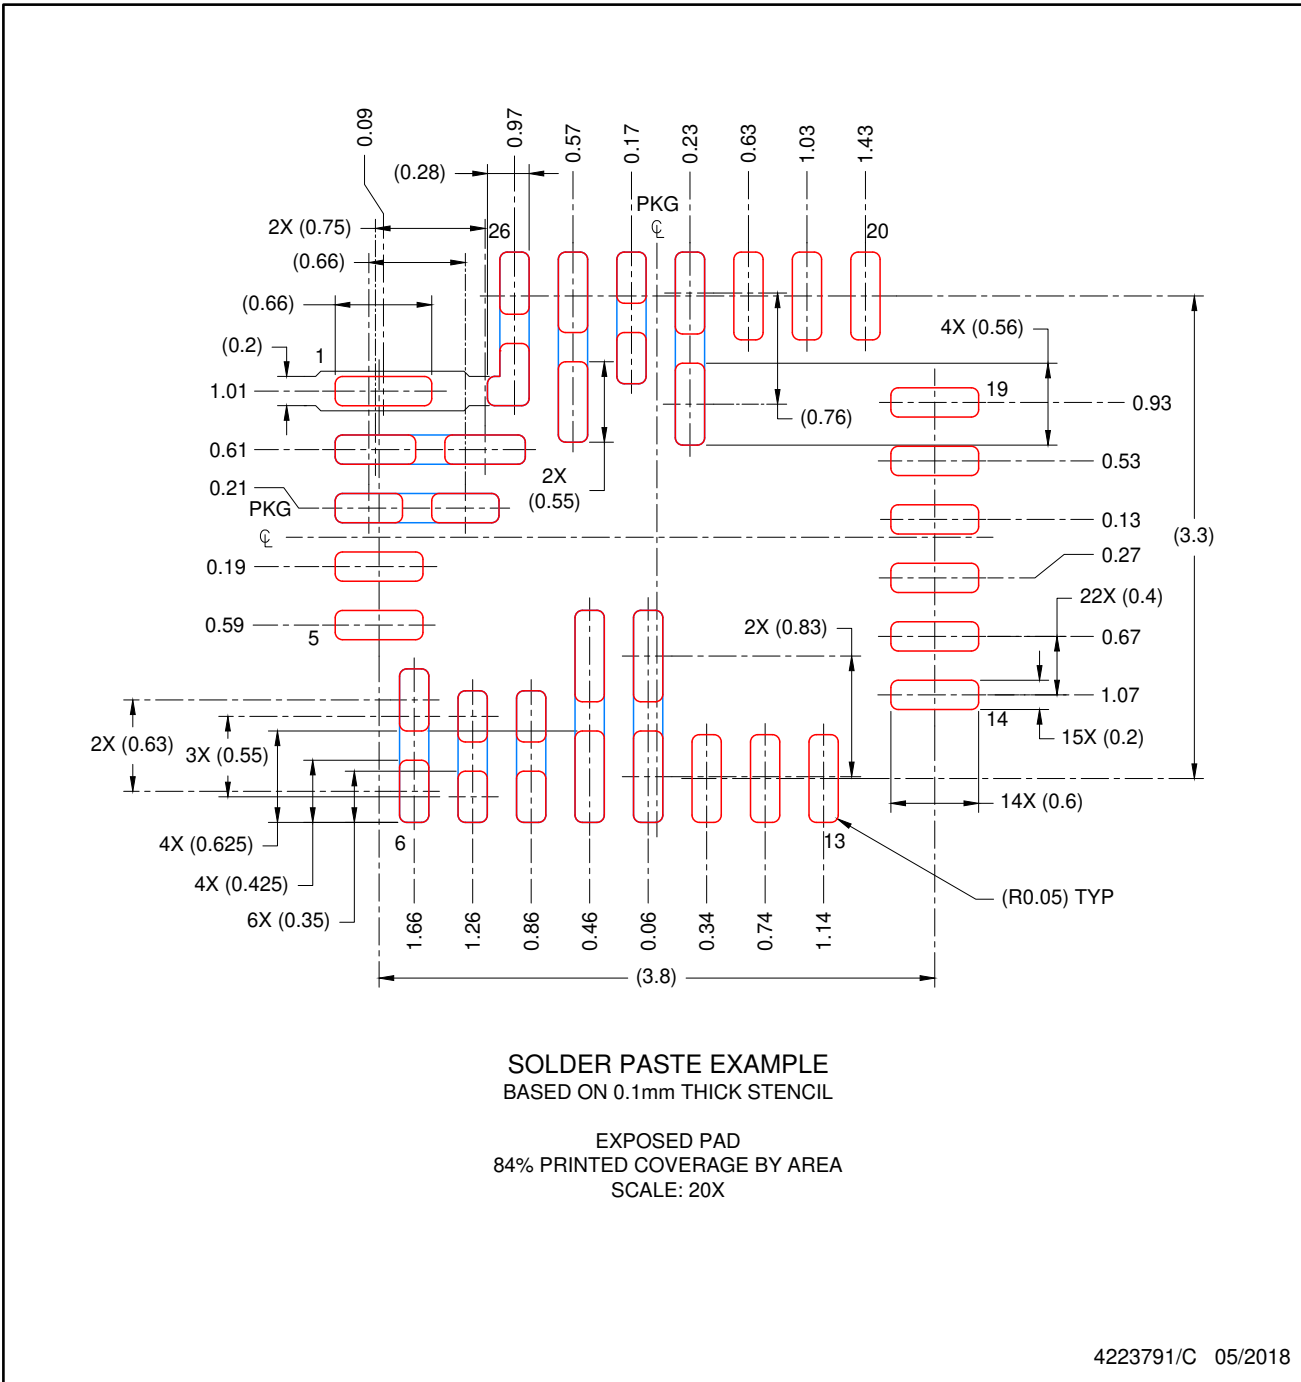 0.09
0.97
0.57
0.17
0.23
0.63
1.03
1.43
(0.28)
PKG
℄
2X (0.75)
26
20
(0.66)
(0.66)
4X (0.56)
(0.2)
1
19
1.01
0.93
(0.76)
0.61
0.53
2X
(0.55)
0.21
PKG
℄
0.13
(3.3)
0.19
0.27
22X (0.4)
0.59
5
2X (0.83)
0.67
1.07
14
15X (0.2)
2X (0.63)
3X (0.55)
14X (0.6)
4X (0.625)
6
13
4X (0.425)
(R0.05) TYP
6X (0.35)
1.66
1.26
0.86
0.46
0.06
0.34
0.74
1.14
(3.8)
SOLDER PASTE EXAMPLE
BASED ON 0.1mm THICK STENCIL
EXPOSED PAD
84% PRINTED COVERAGE BY AREA
SCALE: 20X
4223791/C 05/2018